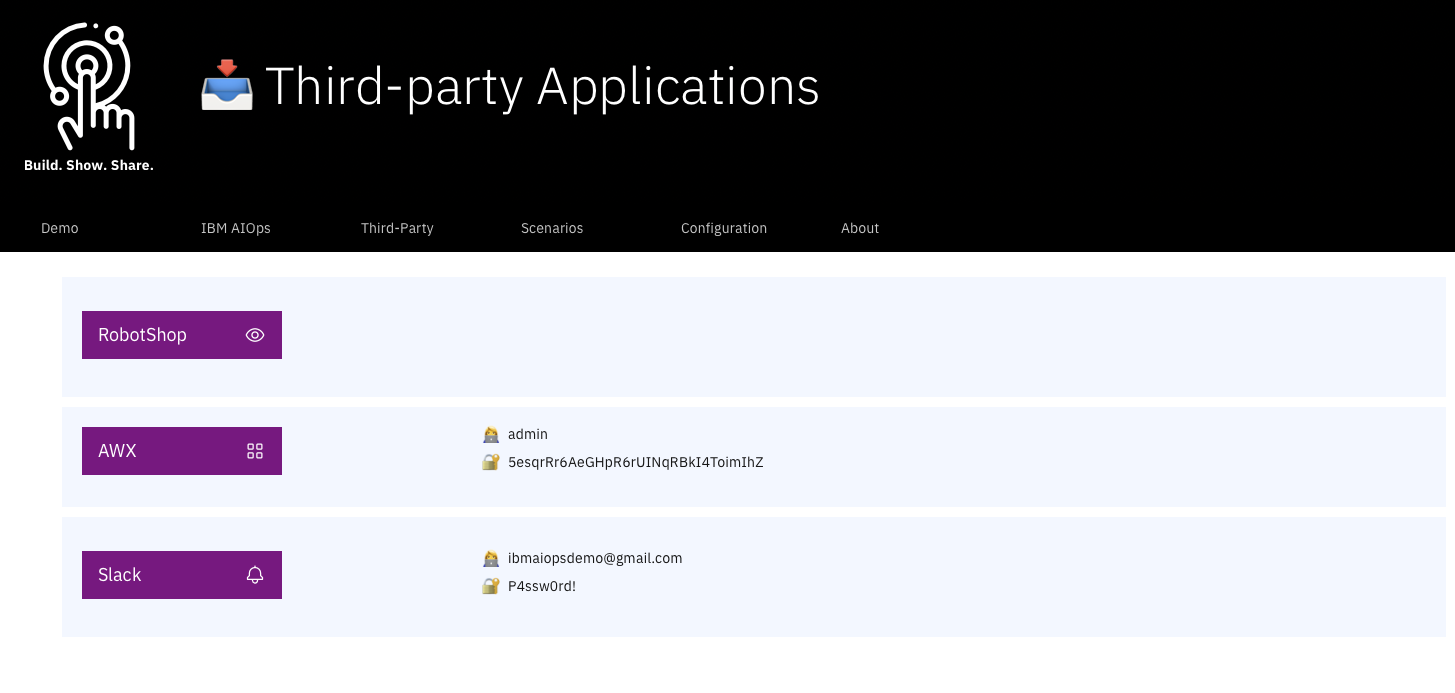 Third-party Applications
Build. Show. Share.
Demo IBM AIOps Third-Party Scenarios Configuration About
RobotShop
AWX
admin
5esqrRr6AeGHpR6rUINqRBkI4ToimIhZ
Slack
ibmaiopsdemo@gmail.com
P4ssw0rd!